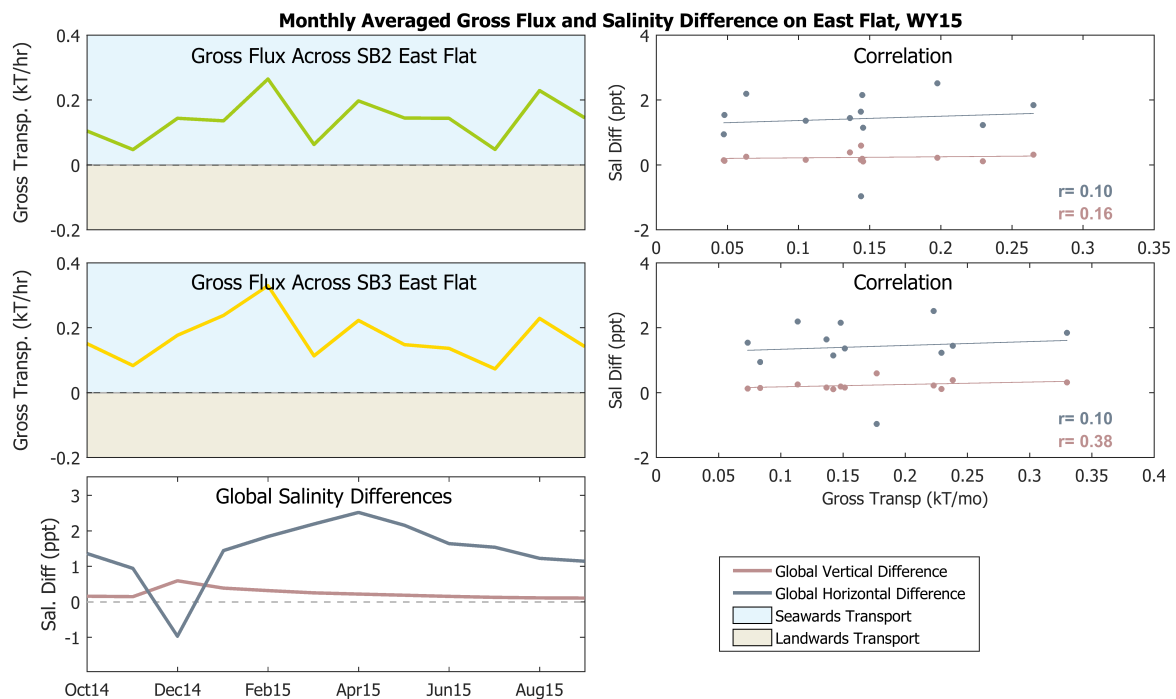 Monthly Averaged Gross Flux and Salinity Difference on East Flat, WY15
Gross Flux Across SB2 East Flat
Gross Transp. (kT/hr)
0.4
0.2
0
-0.2
Correlation
Sal Diff (ppt)
4
2
0
-2
r= 0.10
r= 0.16
0 0.05 0.1 0.15 0.2 0.25 0.3 0.35
Gross Flux Across SB3 East Flat
Gross Transp. (kT/hr)
0.4
0.2
0
-0.2
Correlation
Sal Diff (ppt)
4
2
0
-2
r= 0.10
r= 0.38
0 0.05 0.1 0.15 0.2 0.25 0.3 0.35 0.4
Gross Transp (kT/mo)
Global Salinity Differences
Sal. Diff (ppt)
3
2
1
0
-1
Oct14 Dec14 Feb15 Apr15 Jun15 Aug15
Global Vertical Difference
Global Horizontal Difference
Seawards Transport
Landwards Transport